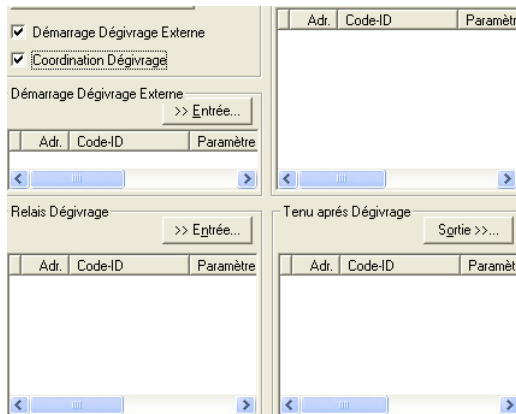 Démarrage Dégivrage Externe
Coordination Dégivrage
Démarrage Dégivrage Externe
>> Entrée...
Adr. Code-ID Paramètre
Adr. Code-ID Paramètr
Relais Dégivrage
>> Entrée...
Adr. Code-ID Paramètre
Tenu aprés Dégivrage
Sortie >>...
Adr. Code-ID Paramèt